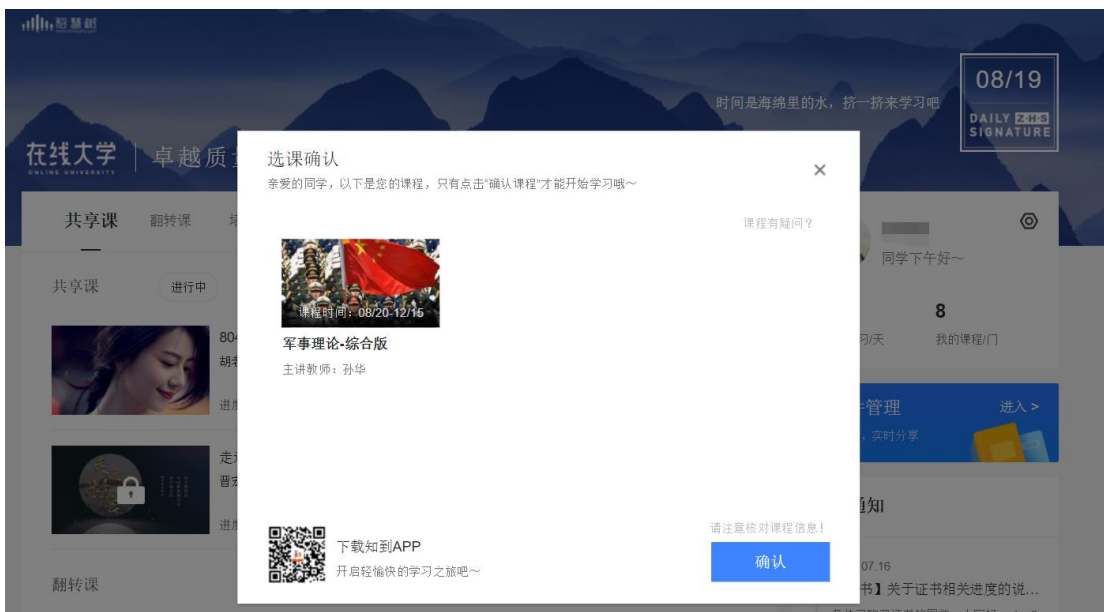 智慧树
时间是海绵里的水，挤一挤来学习吧
08/19
DAILY Z·H·S
SIGNATURE
在线大学
ONLINE UNIVERSITY
卓越质
选课确认
×
亲爱的同学，以下是您的课程，只有点击“确认课程”才能开始学习哦～
共享课
翻转课
课程有疑问？
同学下午好～
共享课
进行中
课程时间：08/20-12/15
8
习/天
我的课程/门
804
军事理论-综合版
胡老
主讲教师：孙华
进度
管理
进入 >
，实时分享
走进
晋宏
进度
通知
下载知到APP
开启轻愉快的学习之旅吧～
请注意核对课程信息！
确认
07.16
翻转课
书】关于证书相关进度的说...